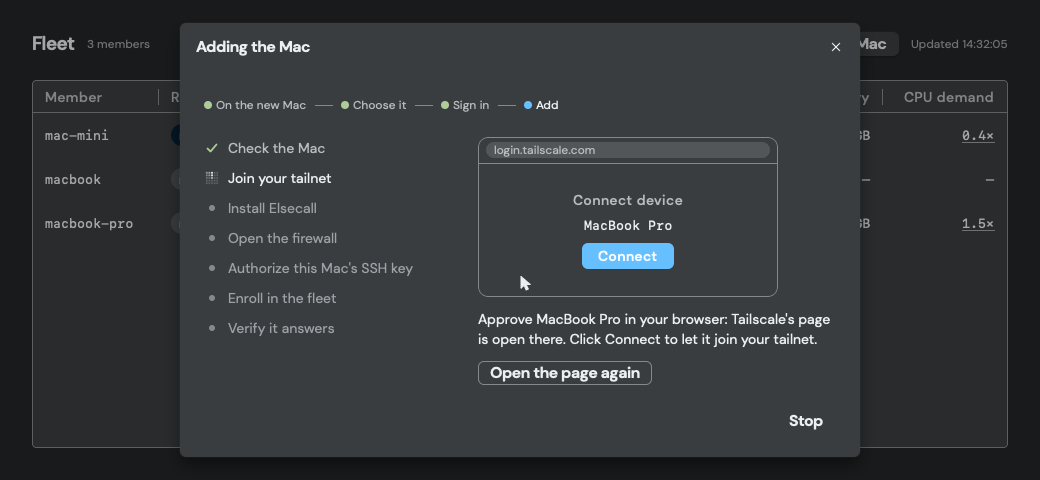 Fleet
3 members
Mac
Updated 14:32:05
Member
CPU demand
mac-mini
0.4×
macbook
—
—
macbook-pro
1.5×
Adding the Mac
On the new Mac
Choose it
Sign in
Add
Check the Mac
Join your tailnet
Install Elsecall
Open the firewall
Authorize this Mac's SSH key
Enroll in the fleet
Verify it answers
login.tailscale.com
Connect device
MacBook Pro
Connect
Approve MacBook Pro in your browser: Tailscale's page
is open there. Click Connect to let it join your tailnet.
Open the page again
Stop